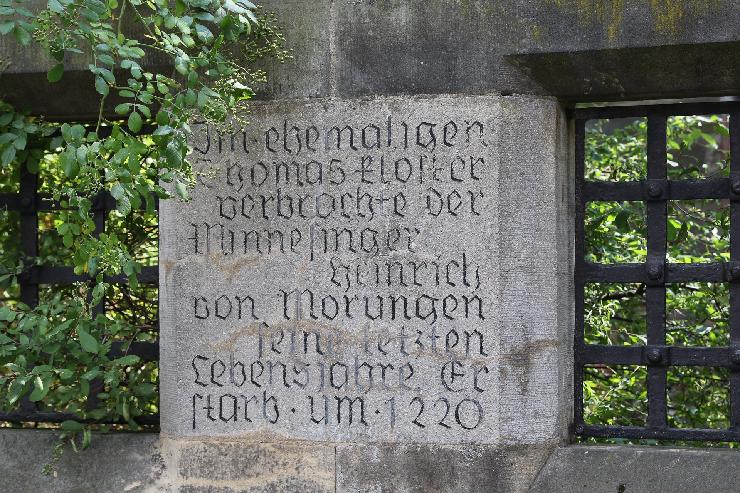 Im·ehemaligen
Thomas·kloſter
verbrachte der
Minneſinger
Heinrich
von Morungen
ſeine letzten
Lebensjahre. Er
ſtarb·um·1220